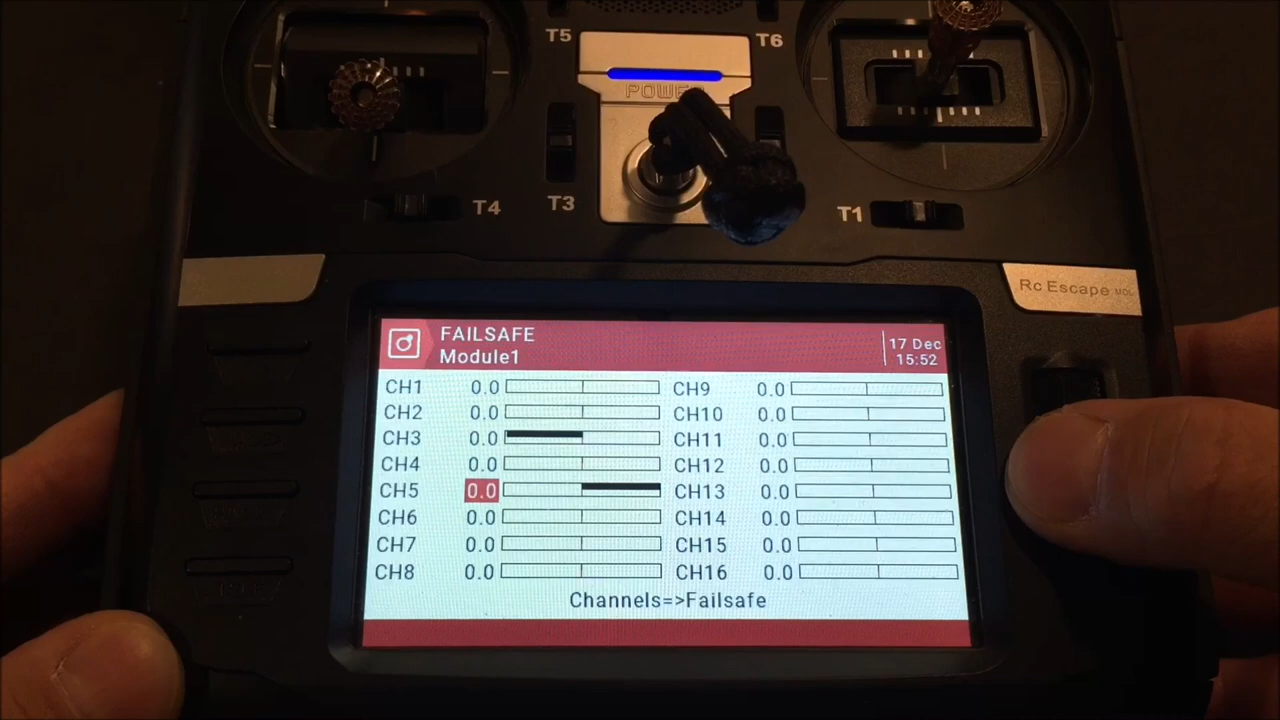 T5
T6
POWER
T4
T3
T1
Rc Escape MDL
FAILSAFE
Module1
17 Dec
15:52
CH1 0.0
CH2 0.0
CH3 0.0
CH4 0.0
CH5 0.0
CH6 0.0
CH7 0.0
CH8 0.0
CH9 0.0
CH10 0.0
CH11 0.0
CH12 0.0
CH13 0.0
CH14 0.0
CH15 0.0
CH16 0.0
Channels=>Failsafe